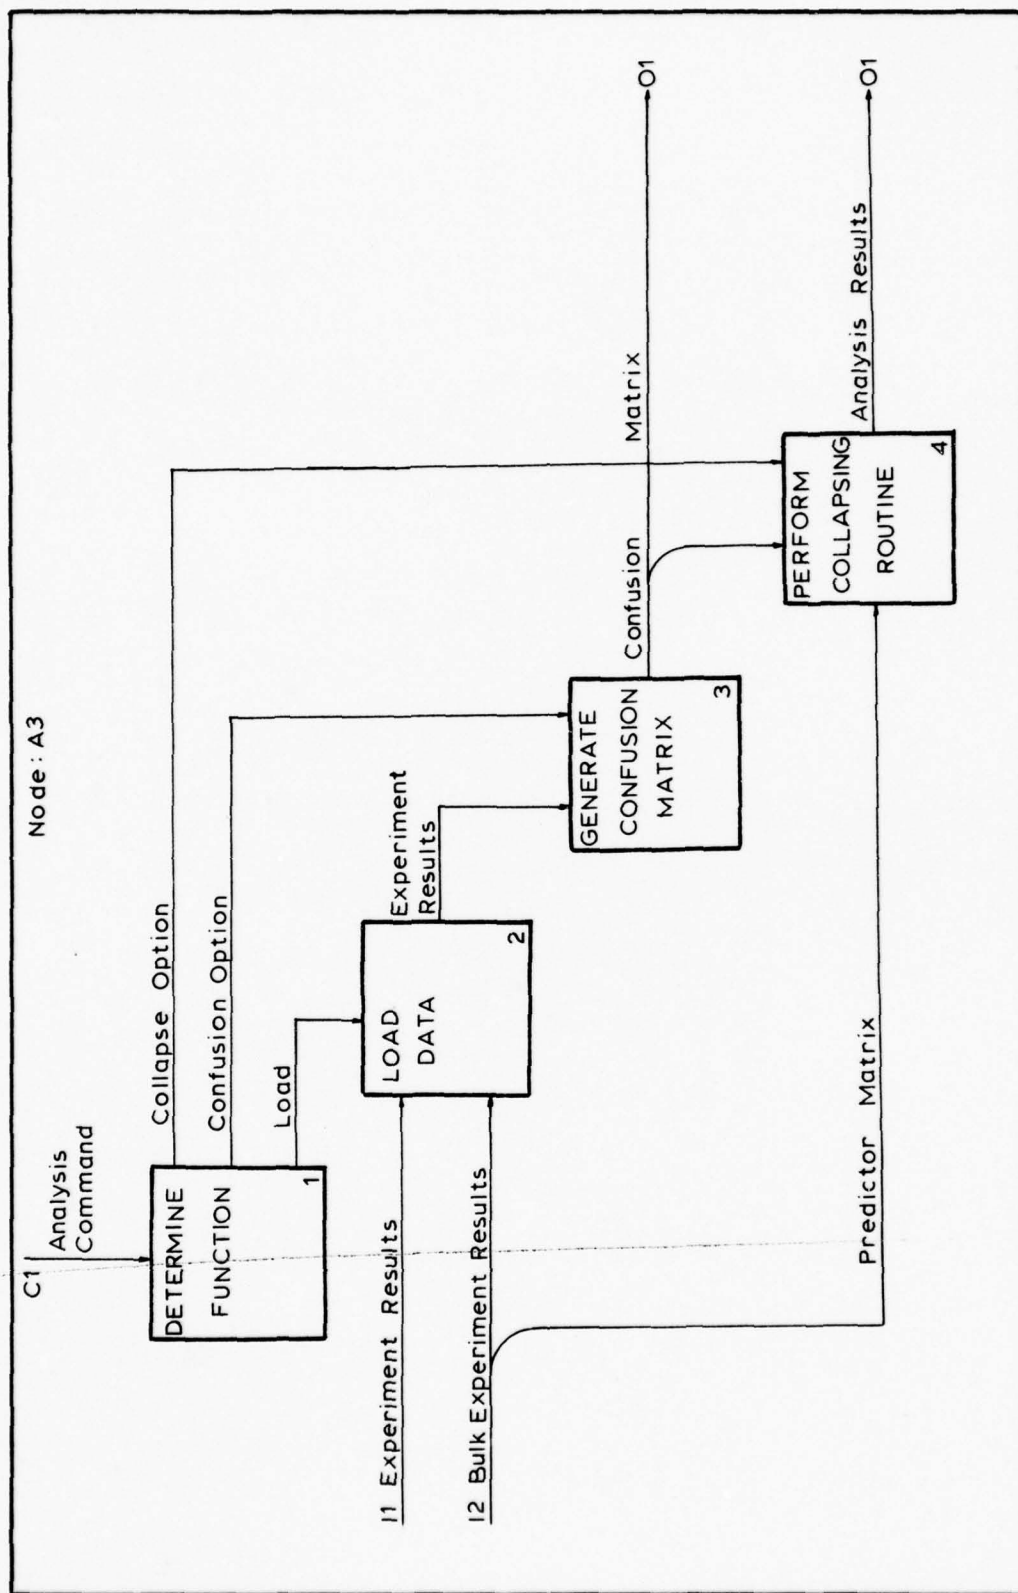 Node: A3
C1
Analysis
Command
DETERMINE
FUNCTION
1
Collapse Option
Confusion Option
Load
I1 Experiment Results
I2 Bulk Experiment Results
LOAD
DATA
2
Experiment
Results
GENERATE
CONFUSION
MATRIX
3
Confusion Matrix
O1
PERFORM
COLLAPSING
ROUTINE
4
Analysis Results
O1
Predictor Matrix